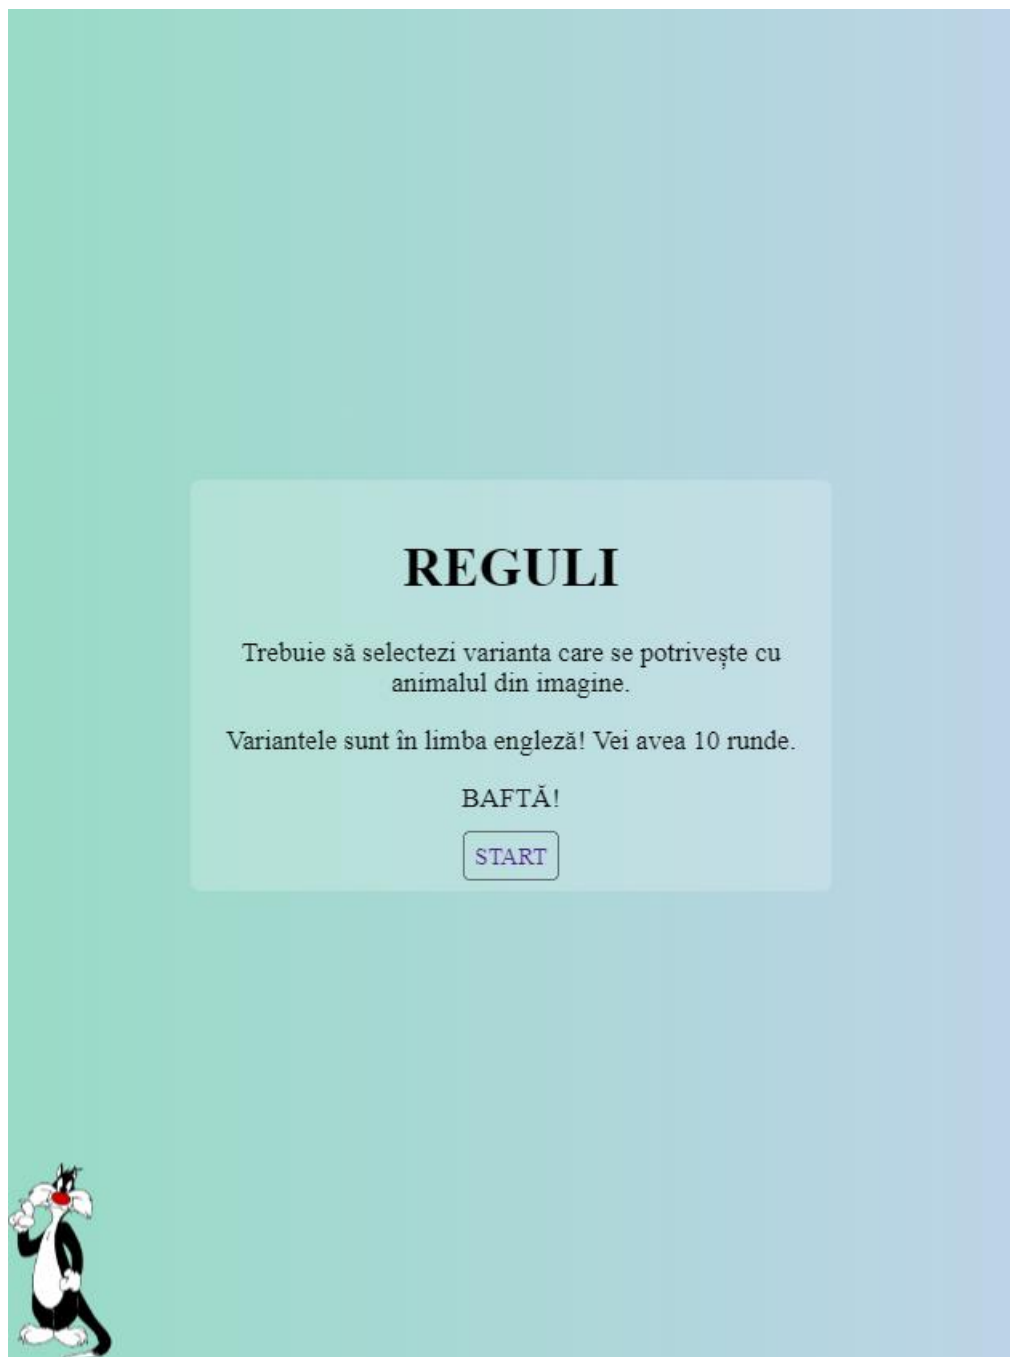 REGULI
Trebuie să selectezi varianta care se potrivește cu
animalul din imagine.
Variantele sunt în limba engleză! Vei avea 10 runde.
BAFTĂ!
START